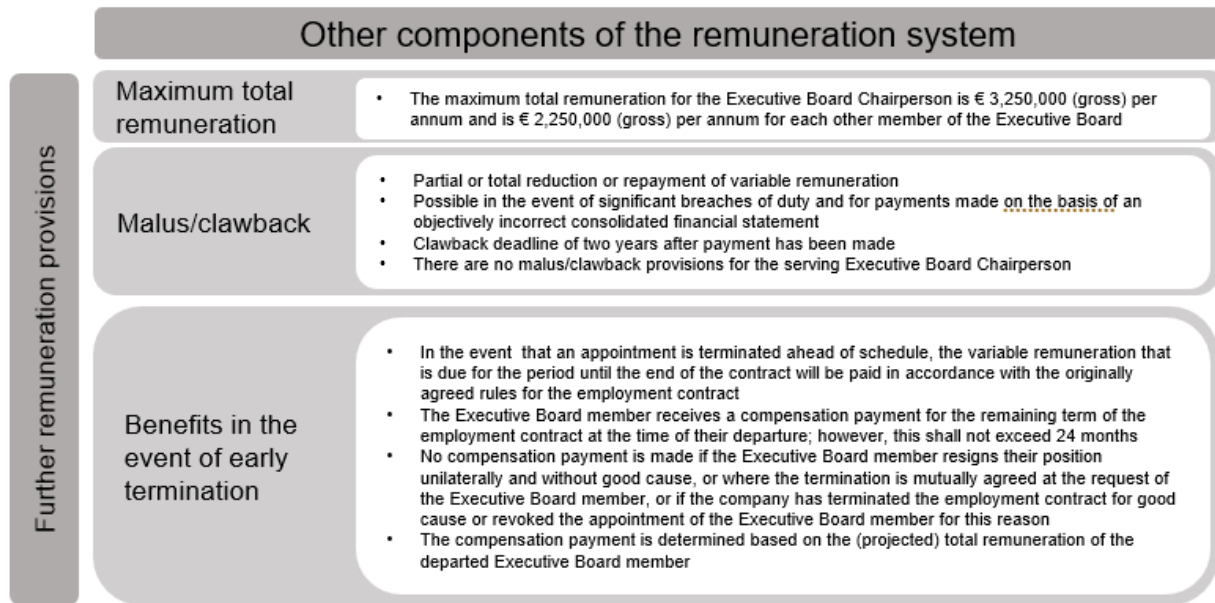 Other components of the remuneration system
Further remuneration provisions
Maximum total
remuneration
• The maximum total remuneration for the Executive Board Chairperson is € 3,250,000 (gross) per
annum and is € 2,250,000 (gross) per annum for each other member of the Executive Board
Malus/clawback
• Partial or total reduction or repayment of variable remuneration
• Possible in the event of significant breaches of duty and for payments made on the basis of an
objectively incorrect consolidated financial statement
• Clawback deadline of two years after payment has been made
• There are no malus/clawback provisions for the serving Executive Board Chairperson
Benefits in the
event of early
termination
• In the event that an appointment is terminated ahead of schedule, the variable remuneration that
is due for the period until the end of the contract will be paid in accordance with the originally
agreed rules for the employment contract
• The Executive Board member receives a compensation payment for the remaining term of the
employment contract at the time of their departure; however, this shall not exceed 24 months
• No compensation payment is made if the Executive Board member resigns their position
unilaterally and without good cause, or where the termination is mutually agreed at the request of
the Executive Board member, or if the company has terminated the employment contract for good
cause or revoked the appointment of the Executive Board member for this reason
• The compensation payment is determined based on the (projected) total remuneration of the
departed Executive Board member